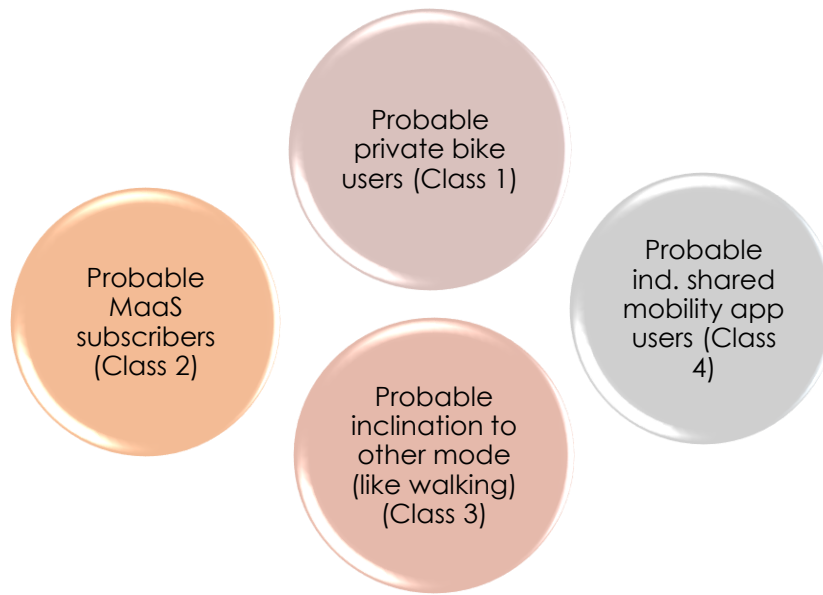 Probable
private bike
users (Class 1)
Probable
MaaS
subscribers
(Class 2)
Probable
inclination to
other mode
(like walking)
(Class 3)
Probable
ind. shared
mobility app
users (Class
4)